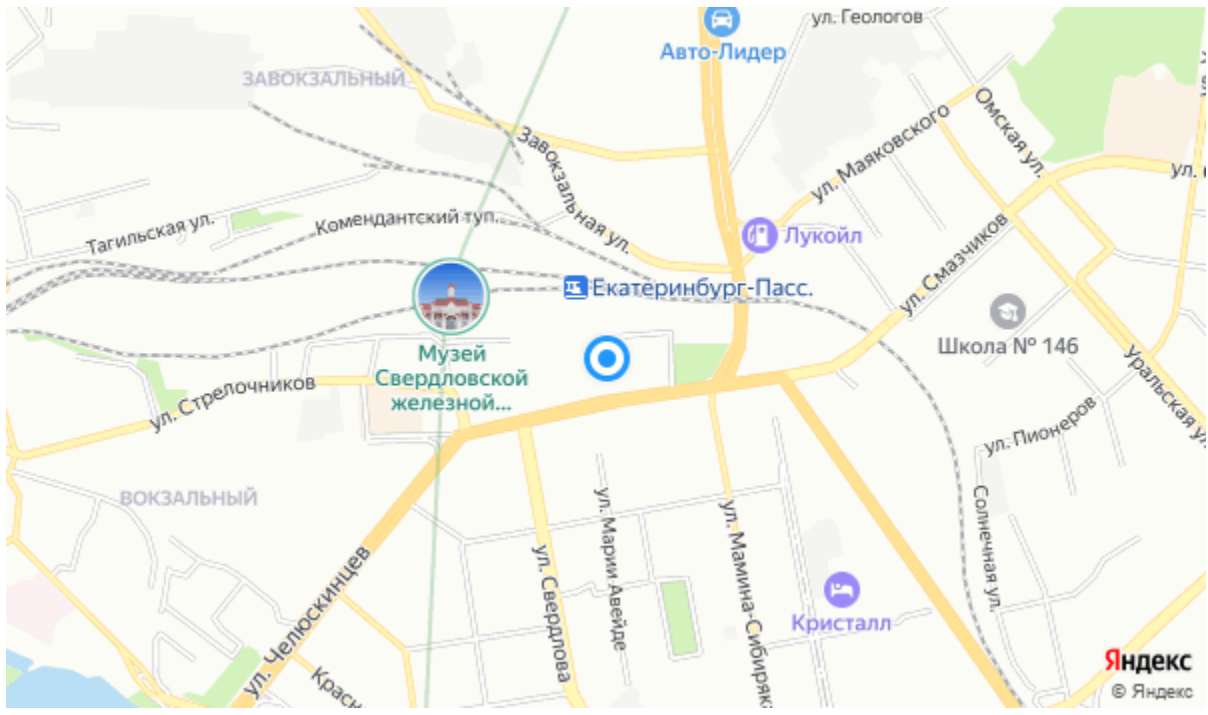 ул. Геологов
Авто-Лидер
ЗАВОКЗАЛЬНЫЙ
Омская ул.
Завокзальная ул.
ул. Маяковского
Тагильская ул.
Комендантский туп.
Лукойл
ул. Смазчиков
Екатеринбург-Пасс.
Школа № 146
Музей
Свердловской
железной...
ул. Стрелочников
Уральская ул.
ул. Пионеров
ВОКЗАЛЬНЫЙ
ул. Челюскинцев
ул. Свердлова
ул. Марии Авейде
ул. Мамина-Сибиряка
Солнечная ул.
Кристалл
Яндекс
© Яндекс